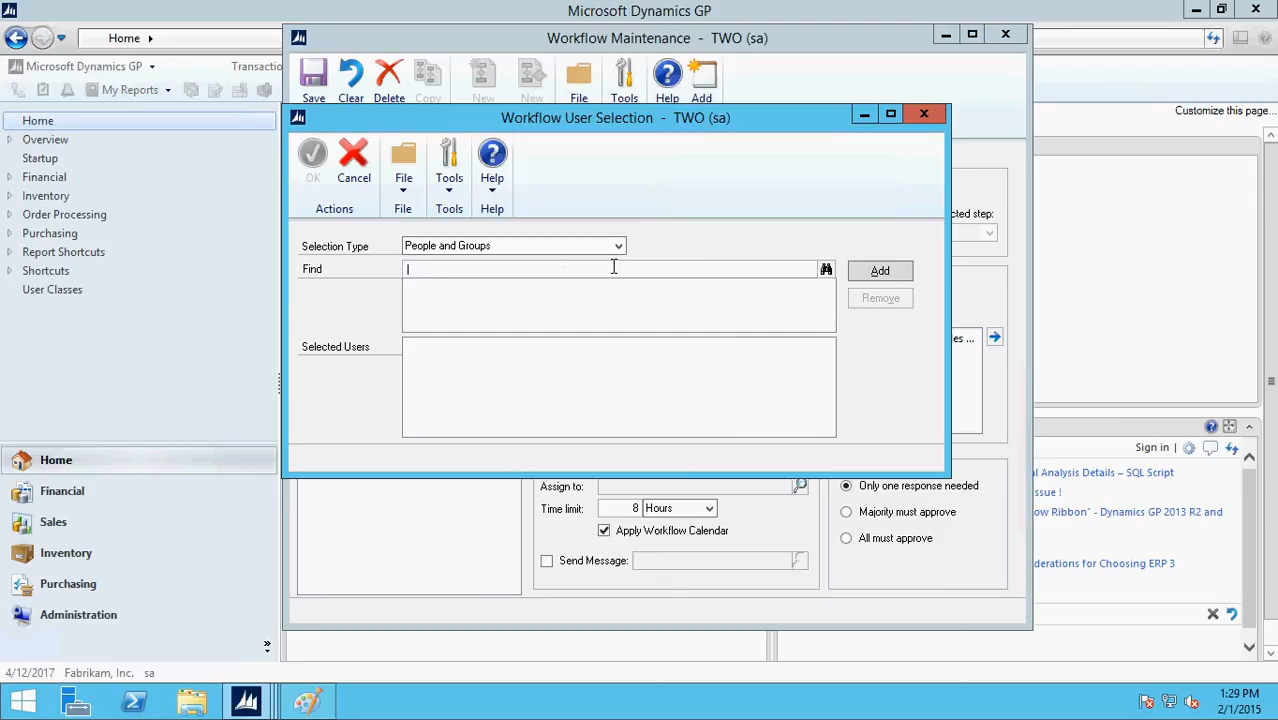 Microsoft Dynamics GP
Home
Microsoft Dynamics GP
Transactio
My Reports
Customize this page...
Home
Overview
Startup
Financial
Inventory
Order Processing
Purchasing
Report Shortcuts
Shortcuts
User Classes
Home
Financial
Sales
Inventory
Purchasing
Administration
Workflow Maintenance - TWO (sa)
Save
Clear
Delete
Copy
New
New
File
Tools
Help
Add
Workflow User Selection - TWO (sa)
OK
Cancel
File
Tools
Help
Actions
File
Tools
Help
Selection Type
People and Groups
Find
Add
Remove
Selected Users
cted step:
es ...
Assign to:
Time limit:
8
Hours
Apply Workflow Calendar
Send Message:
Only one response needed
Majority must approve
All must approve
Sign in
al Analysis Details – SQL Script
ssue !
ow Ribbon" - Dynamics GP 2013 R2 and
derations for Choosing ERP 3
4/12/2017
Fabrikam, Inc.
sa
1:29 PM
2/1/2015